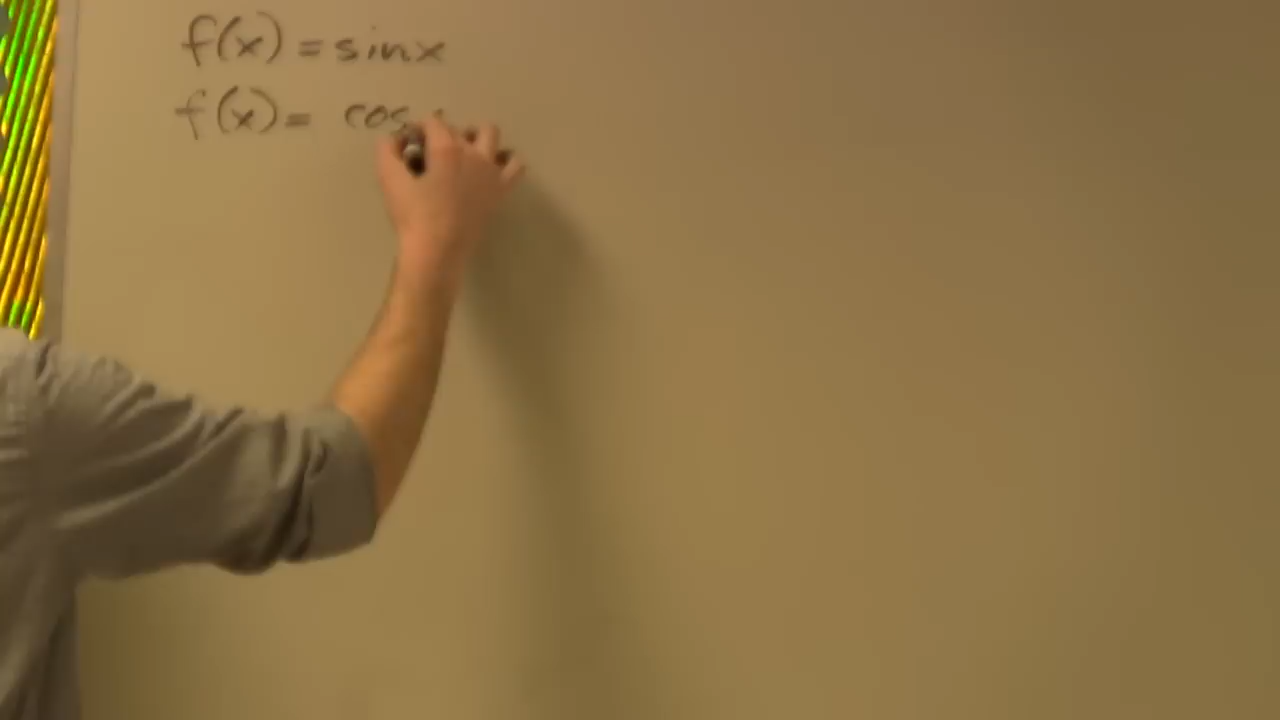 f(x) = sinx
f(x) = cos